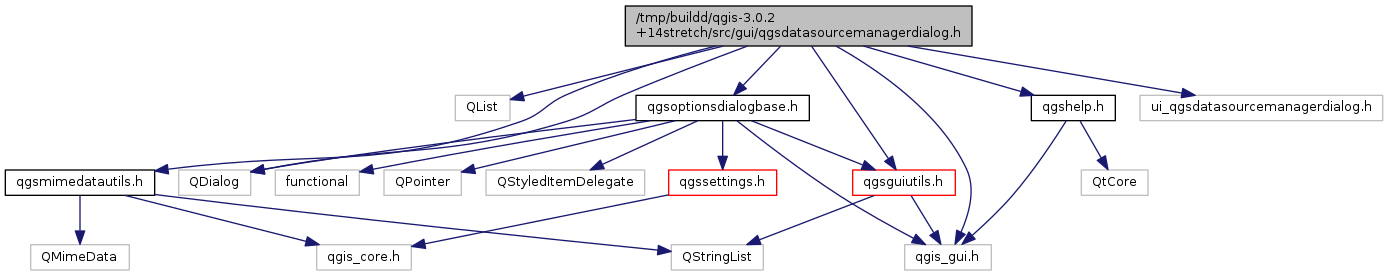 /tmp/buildd/qgis-3.0.2
+14stretch/src/gui/qgsdatasourcemanagerdialog.h
QList
qgsoptionsdialogbase.h
qgshelp.h
ui_qgsdatasourcemanagerdialog.h
qgsmimedatautils.h
QDialog
functional
QPointer
QStyledItemDelegate
qgssettings.h
qgsguiutils.h
QtCore
QMimeData
qgis_core.h
QStringList
qgis_gui.h